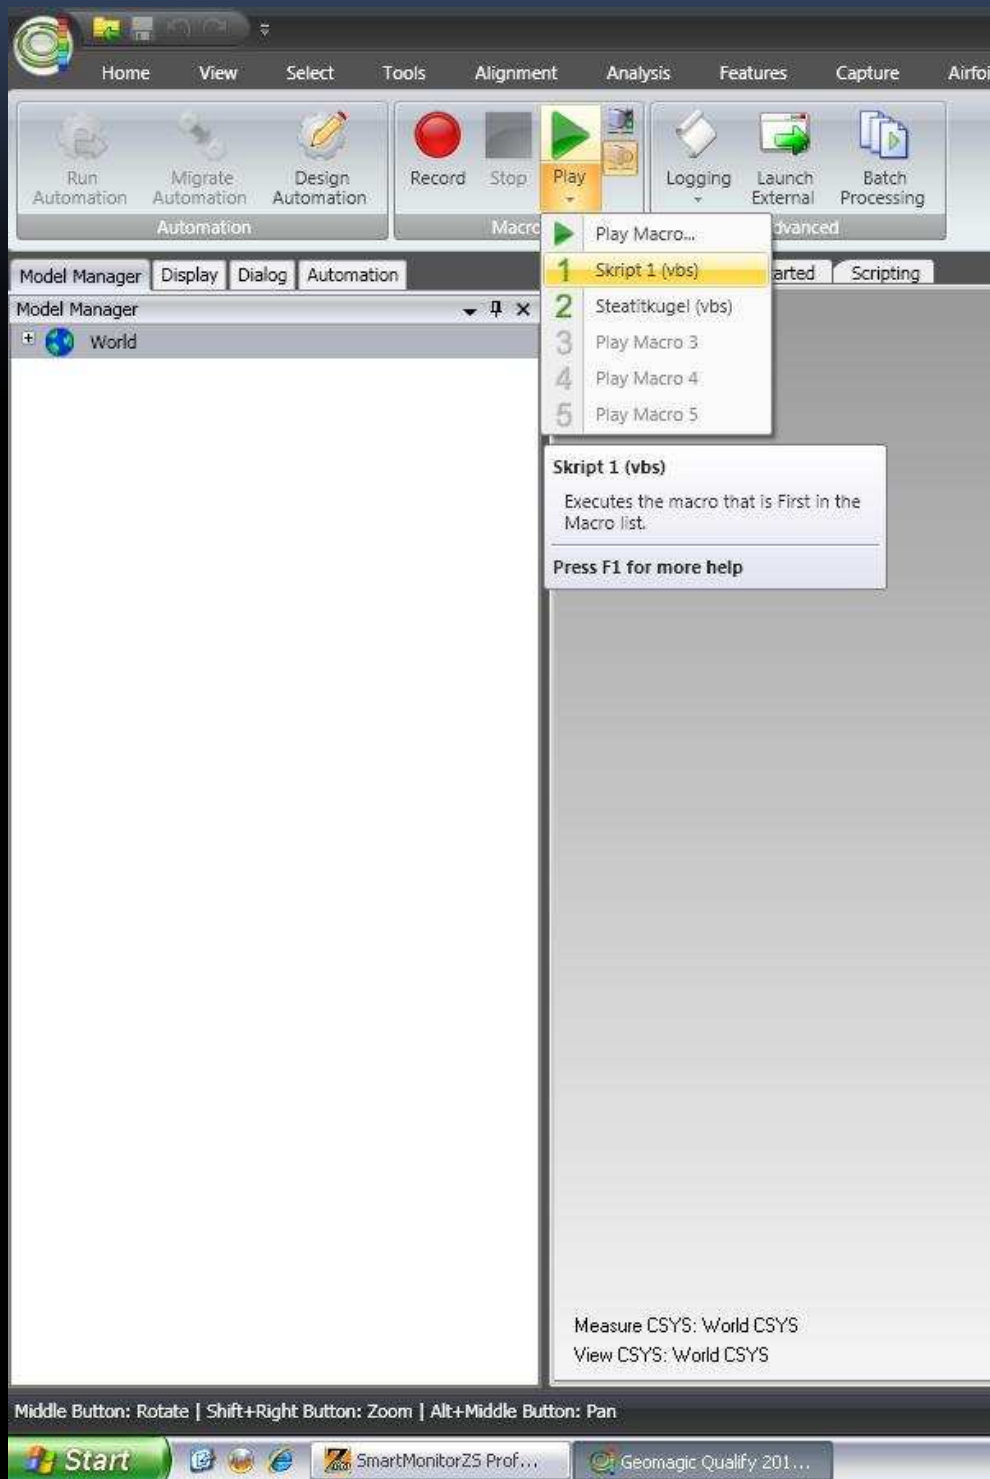 Home View Select Tools Alignment Analysis Features Capture Airfoi
Run Automation
Migrate Automation
Design Automation
Record
Stop
Play
Logging
Launch External
Batch Processing
Automation
Macro
dvanced
Play Macro...
1 Skript 1 (vbs)
2 Steatitkugel (vbs)
3 Play Macro 3
4 Play Macro 4
5 Play Macro 5
Model Manager Display Dialog Automation
arted Scripting
Model Manager
World
Skript 1 (vbs)
Executes the macro that is First in the
Macro list.
Press F1 for more help
Measure CSYS: World CSYS
View CSYS: World CSYS
Middle Button: Rotate | Shift+Right Button: Zoom | Alt+Middle Button: Pan
Start
SmartMonitorZS Prof...
Geomagic Qualify 201...